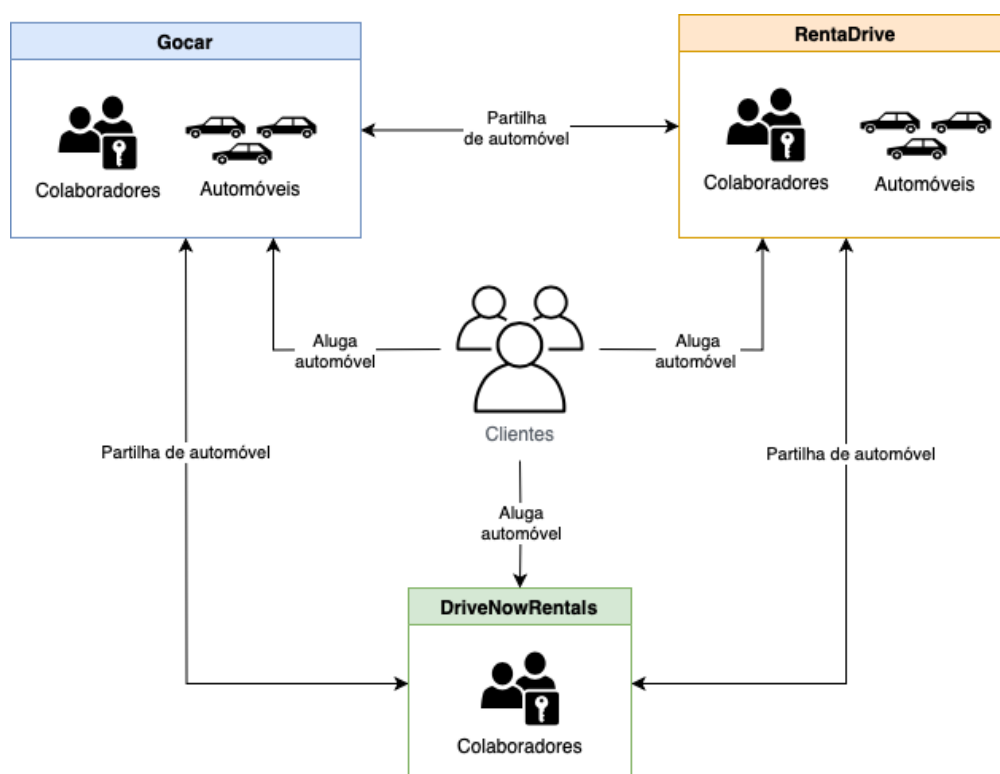 Gocar
RentaDrive
Partilha
de automóvel
Colaboradores
Automóveis
Colaboradores
Automóveis
Aluga
automóvel
Aluga
automóvel
Clientes
Partilha de automóvel
Partilha de automóvel
Aluga
automóvel
DriveNowRentals
Colaboradores